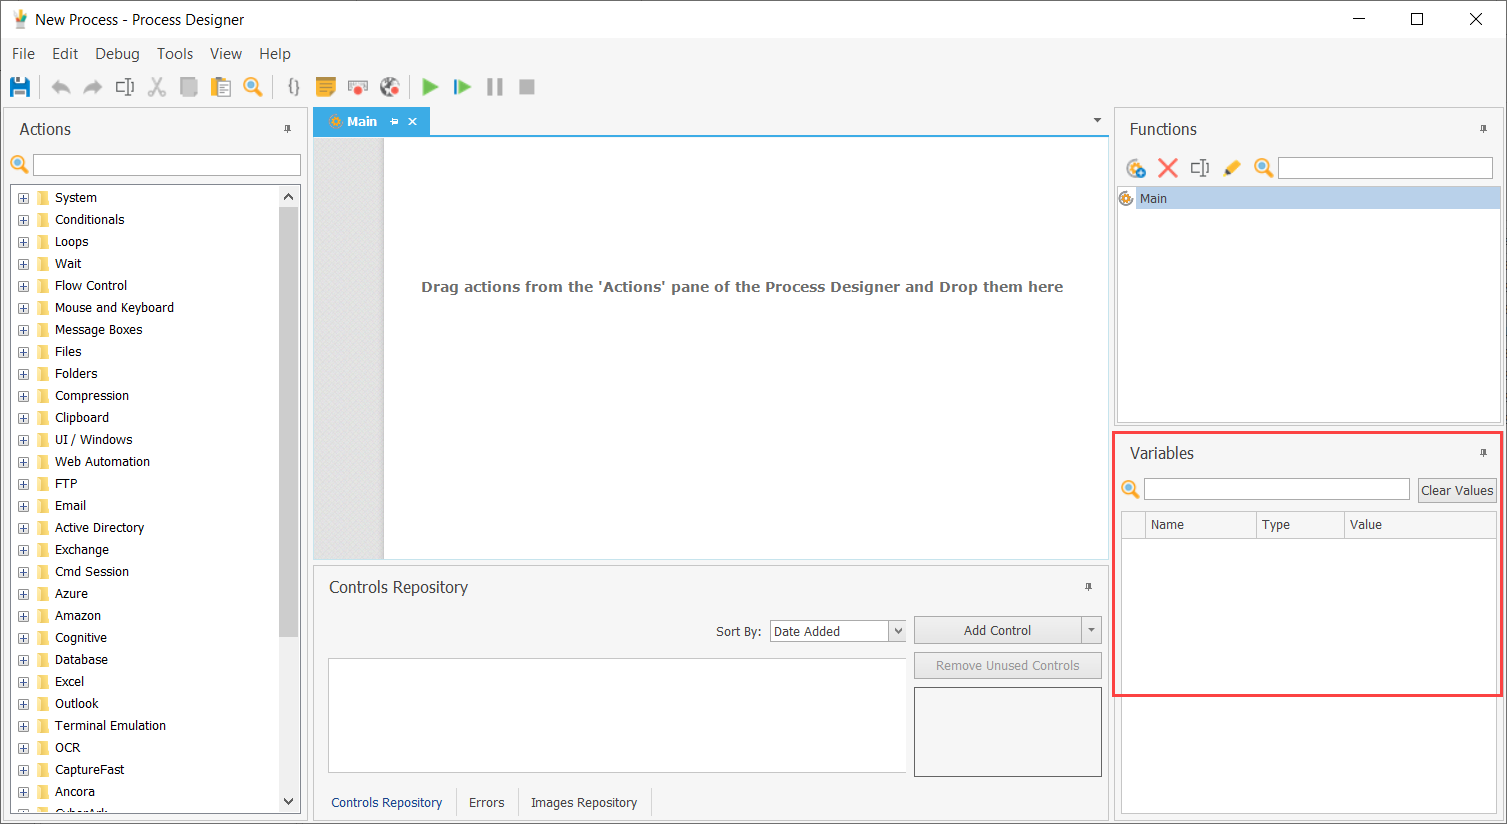 New Process - Process Designer
File Edit Debug Tools View Help
Actions
System
Conditionals
Loops
Wait
Flow Control
Mouse and Keyboard
Message Boxes
Files
Folders
Compression
Clipboard
UI / Windows
Web Automation
FTP
Email
Active Directory
Exchange
Cmd Session
Azure
Amazon
Cognitive
Database
Excel
Outlook
Terminal Emulation
OCR
CaptureFast
Ancora
CyberArk
Main
Drag actions from the 'Actions' pane of the Process Designer and Drop them here
Controls Repository
Sort By: Date Added
Add Control
Remove Unused Controls
Controls Repository Errors Images Repository
Functions
Main
Variables
Clear Values
Name Type Value